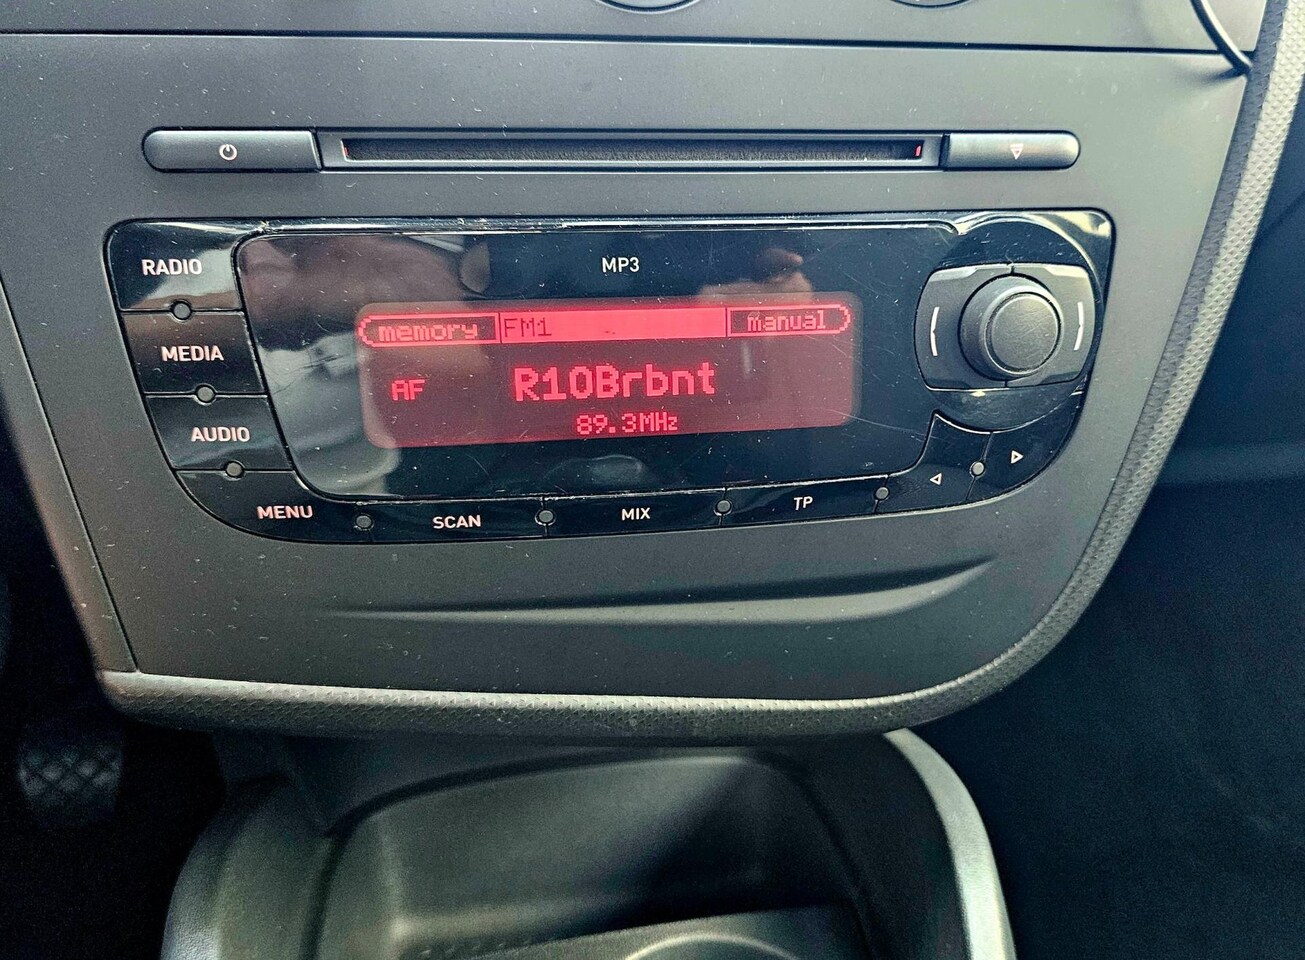 RADIO
MEDIA
AUDIO
MENU
MP3
memory FM1 manual
AF R10Brbnt
89.3MHz
SCAN MIX TP